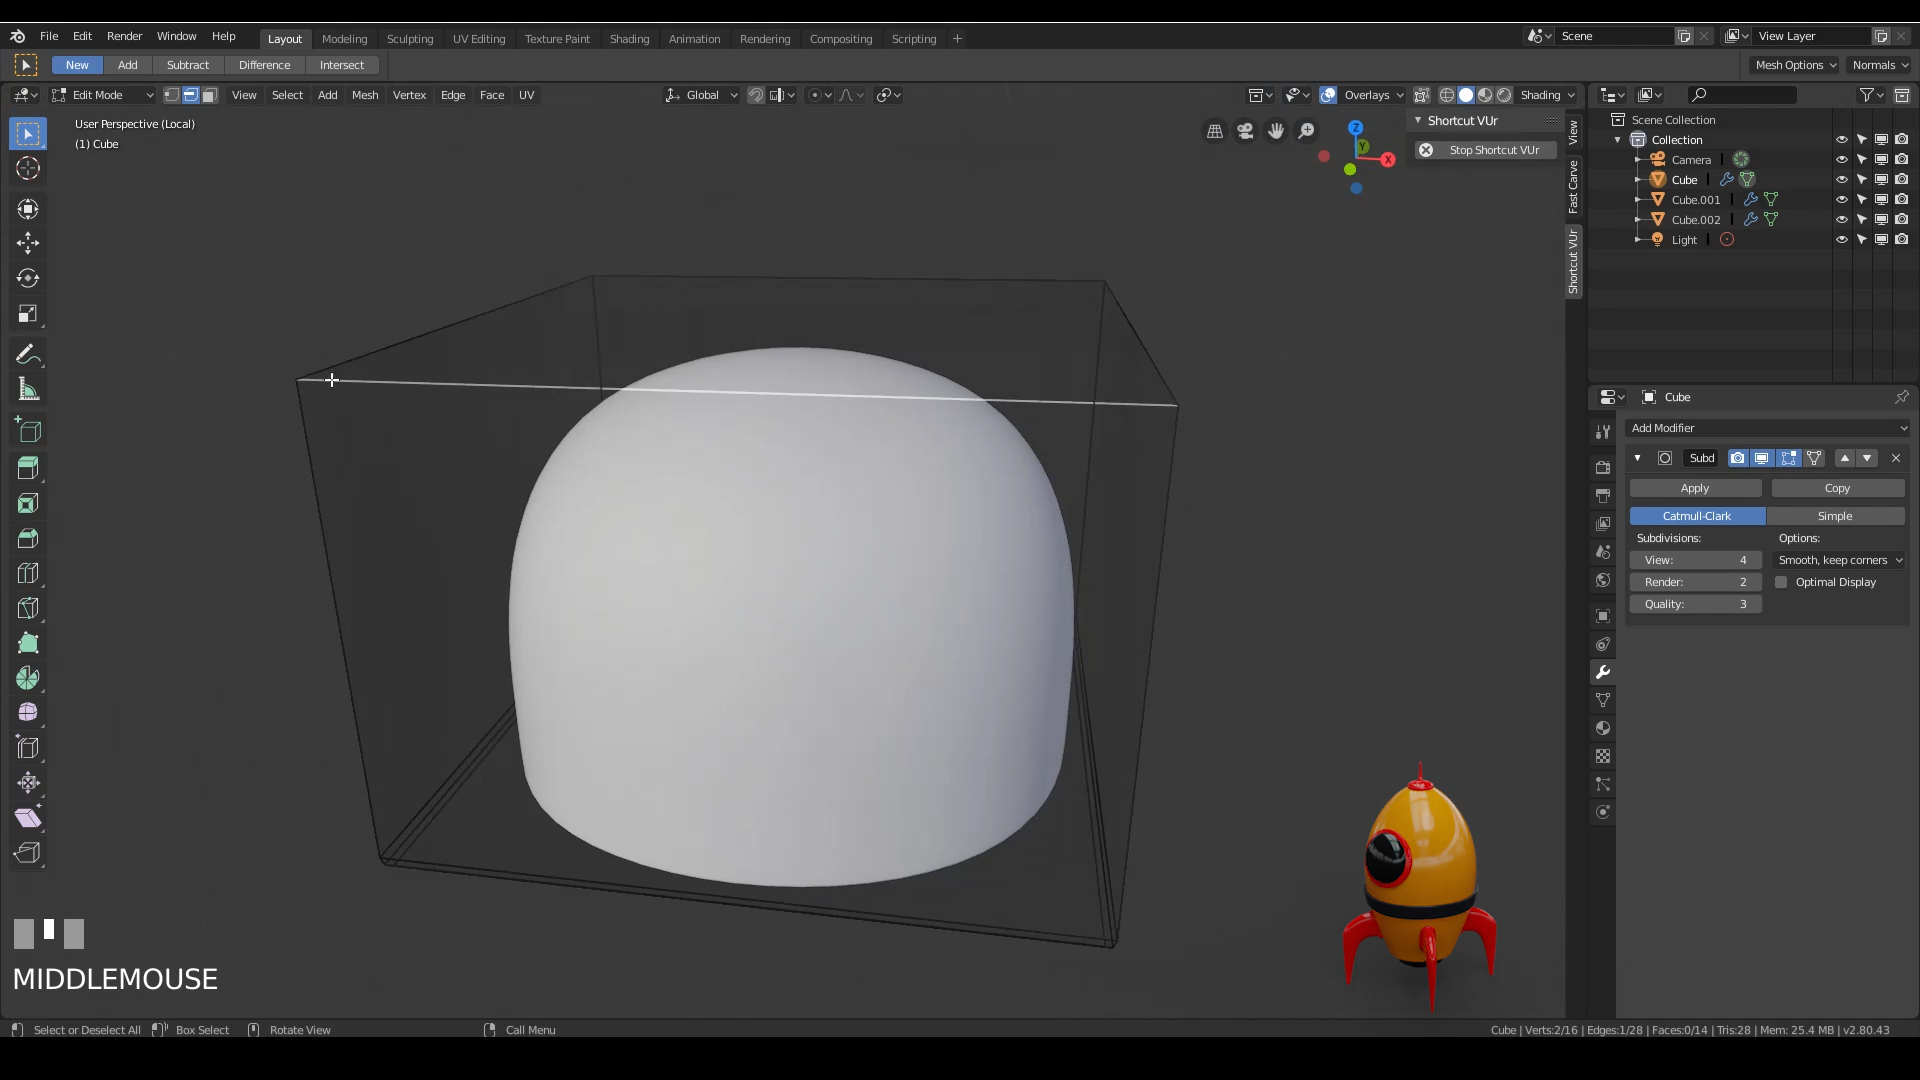 File Edit Render Window Help Layout Modeling Sculpting UV Editing Texture Paint Shading Animation Rendering Compositing Scripting + Scene View Layer
New Add Subtract Difference Intersect Mesh Options Normals
Edit Mode View Select Add Mesh Vertex Edge Face UV Global Overlays Shading
User Perspective (Local)
(1) Cube
Shortcut VUr
Stop Shortcut VUr
View
Fast Carve
Shortcut VUr
X
Y
Z
Scene Collection
Collection
Camera
Cube
Cube.001
Cube.002
Light
Cube
Add Modifier
Subd
Apply Copy
Catmull-Clark Simple
Subdivisions: Options:
View: 4 Smooth, keep corners
Render: 2 Optimal Display
Quality: 3
MIDDLEMOUSE
Select or Deselect All Box Select Rotate View Call Menu Cube | Verts:2/16 | Edges:1/28 | Faces:0/14 | Tris:28 | Mem: 25.4 MB | v2.80.43